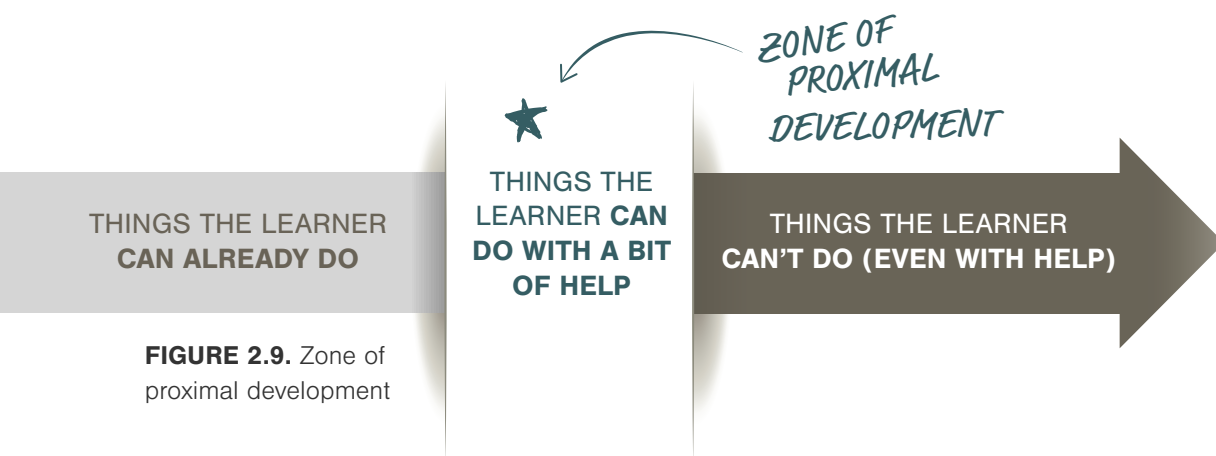 ZONE OF
PROXIMAL
DEVELOPMENT
THINGS THE LEARNER
CAN ALREADY DO
THINGS THE
LEARNER CAN
DO WITH A BIT
OF HELP
THINGS THE LEARNER
CAN'T DO (EVEN WITH HELP)
FIGURE 2.9. Zone of
proximal development